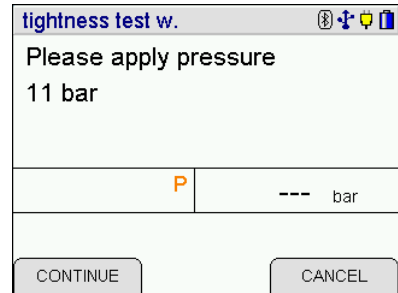 tightness test w.
Please apply pressure
11 bar
P
--- bar
CONTINUE
CANCEL